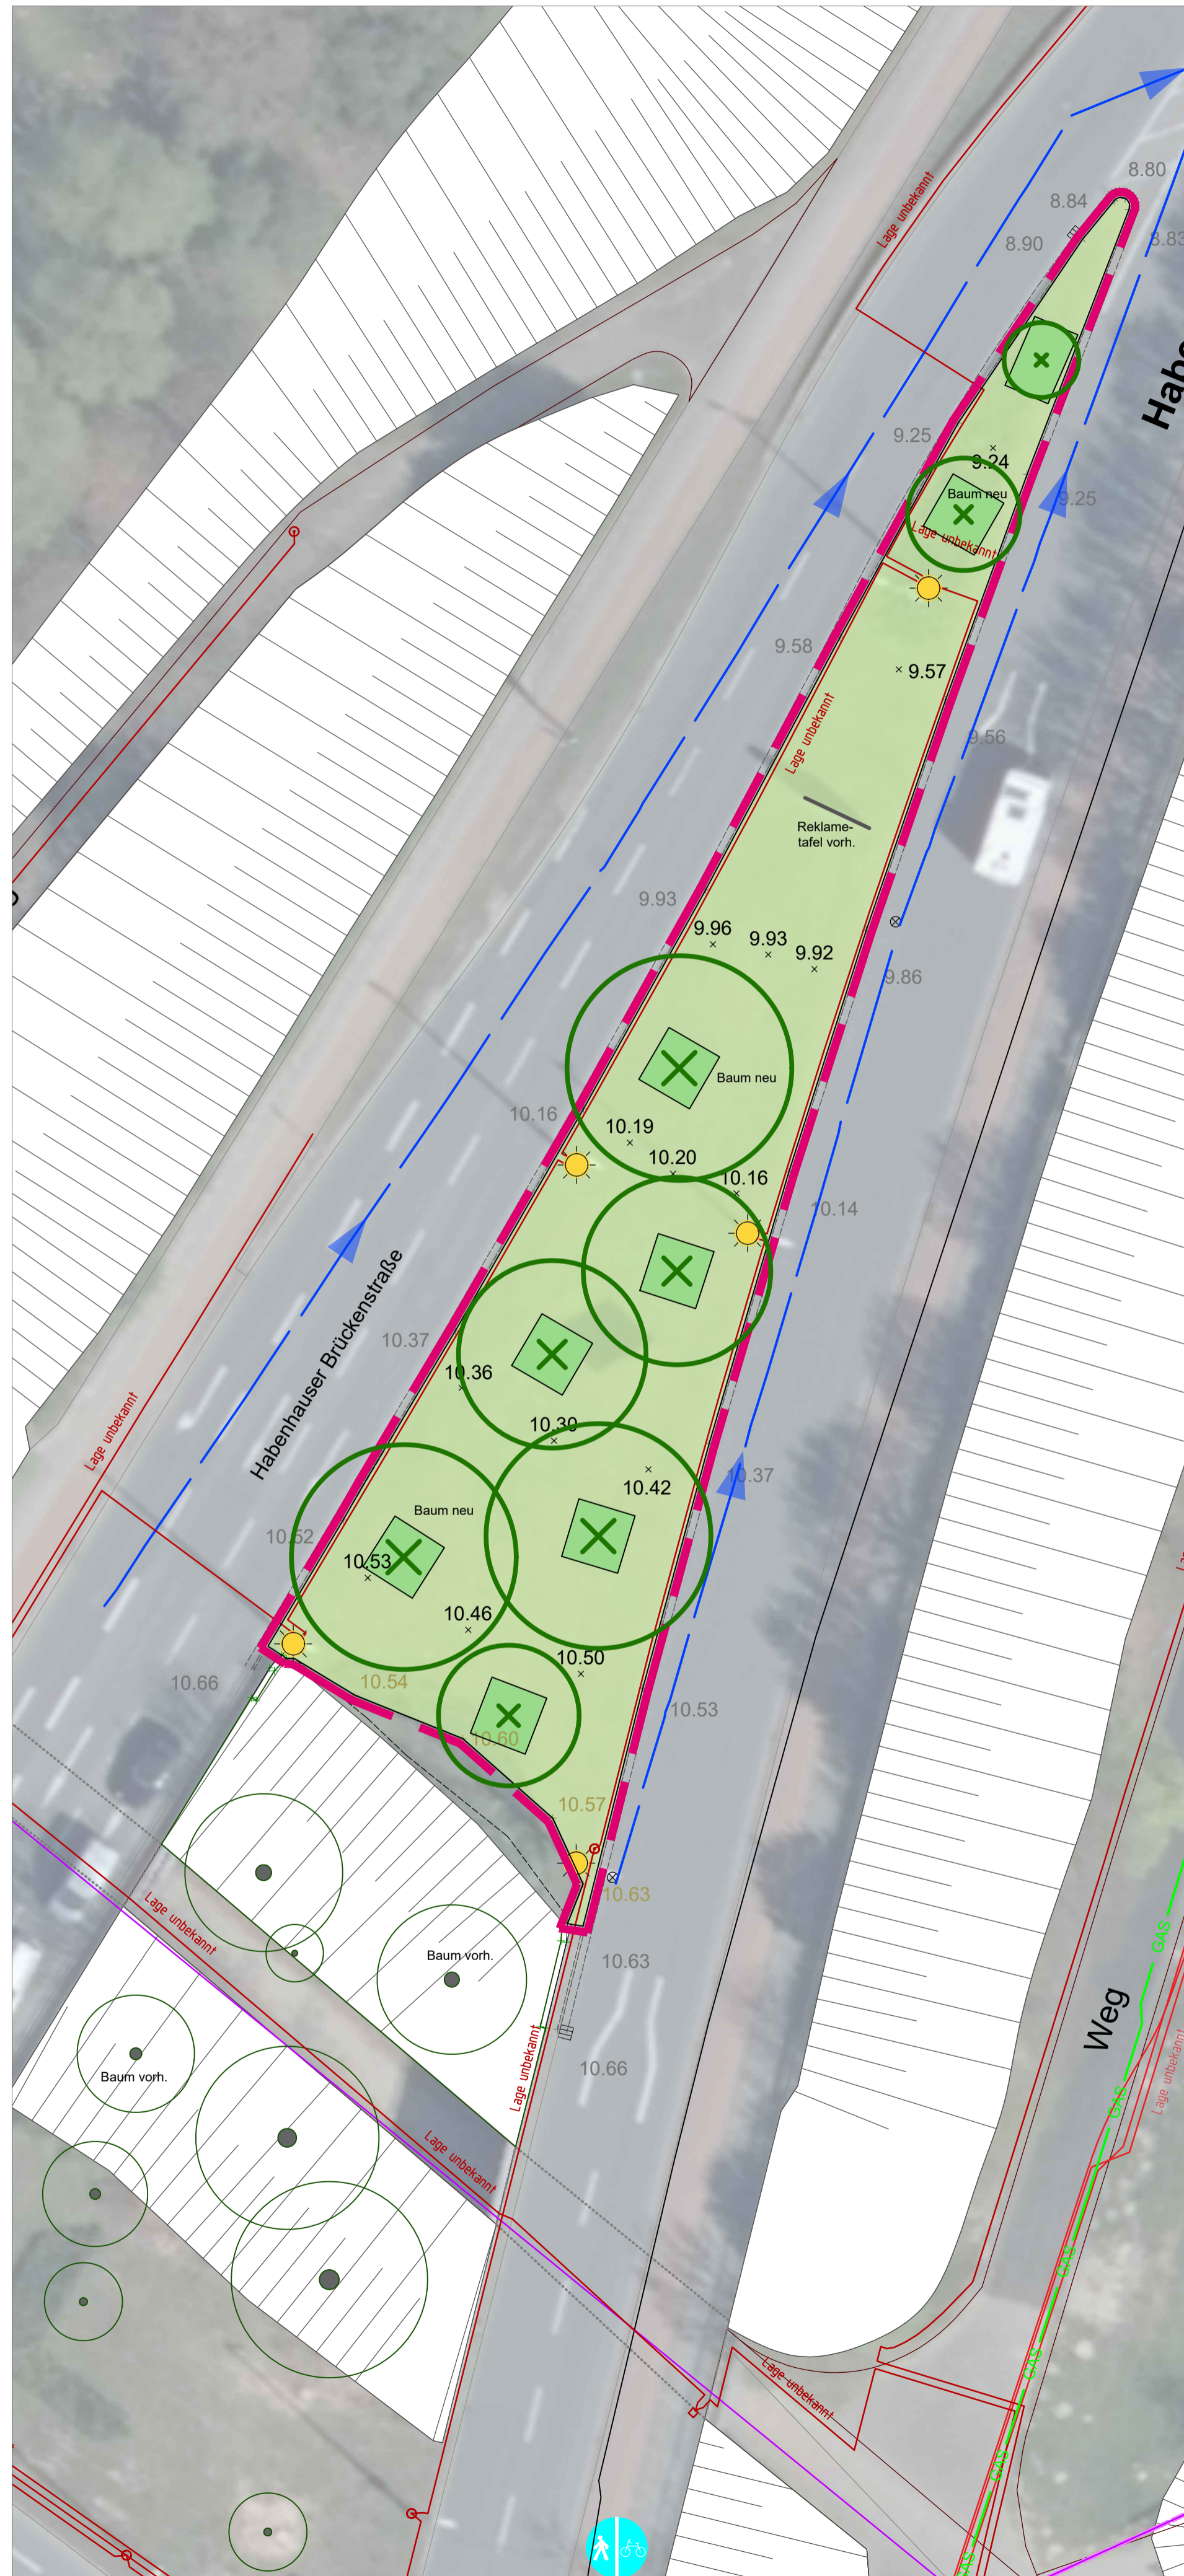 8.80
8.84
Lage unbekannt
8.90
8.83
Habe
9.25
9.24
Baum neu
9.25
Lage unbekannt
9.58
9.57
Lage unbekannt
9.56
Reklame-
tafel vorh.
9.93
9.96
9.93
9.92
9.86
Baum neu
10.16
10.19
10.20
10.16
10.14
Habenhauser Brückenstraße
10.37
10.36
Lage unbekannt
10.30
10.42
10.37
Baum neu
10.52
10.53
10.46
10.50
10.66
10.54
10.53
10.60
10.57
10.63
Lage unbekannt
Baum vorh.
10.63
GAS
Weg
Baum vorh.
Lage unbekannt
10.66
Lage unbekannt
GAS
Lage unbekannt
GAS
GAS
Lage unbekannt
GAS
GAS